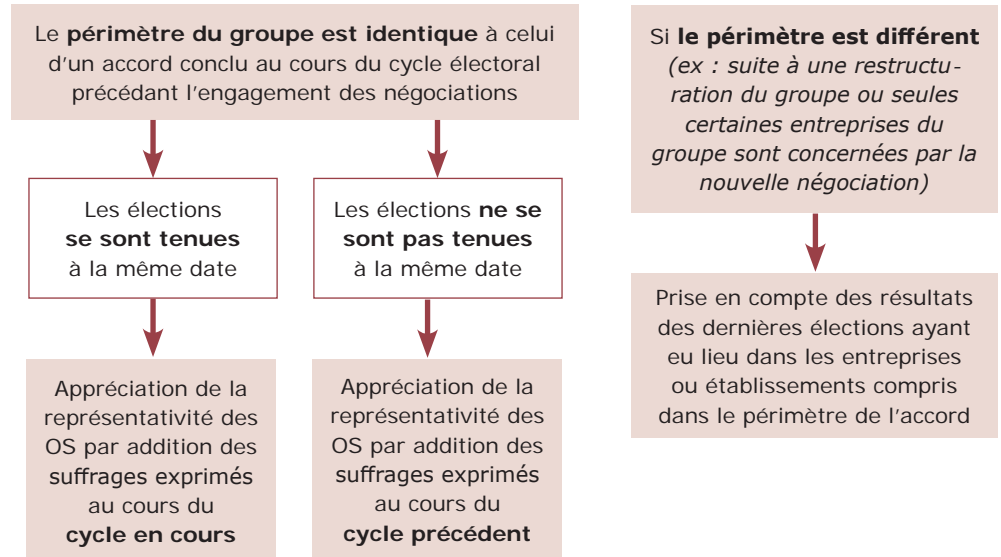 Le périmètre du groupe est identique à celui
d'un accord conclu au cours du cycle électoral
précédant l'engagement des négociations
Les élections
se sont tenues
à la même date
Appréciation de la
représentativité des
OS par addition des
suffrages exprimés
au cours du
cycle en cours
Les élections ne se
sont pas tenues
à la même date
Appréciation de la
représentativité des
OS par addition des
suffrages exprimés
au cours du
cycle précédent
Si le périmètre est différent
(ex : suite à une restructu-
ration du groupe ou seules
certaines entreprises du
groupe sont concernées par la
nouvelle négociation)
Prise en compte des résultats
des dernières élections ayant
eu lieu dans les entreprises
ou établissements compris
dans le périmètre de l'accord